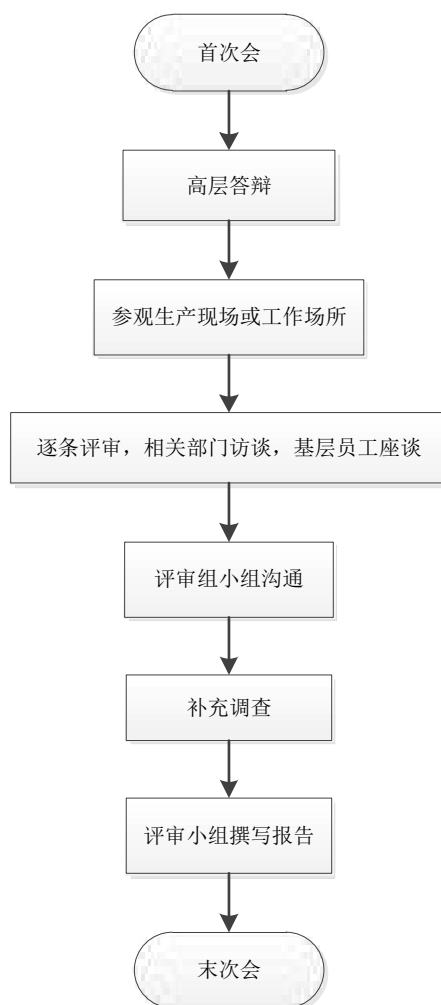 首次会
高层答辩
参观生产现场或工作场所
逐条评审，相关部门访谈，基层员工座谈
评审组小组沟通
补充调查
评审小组撰写报告
末次会